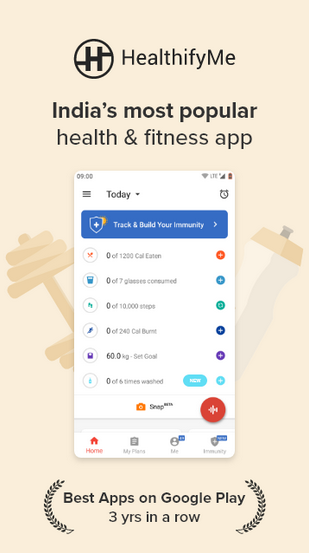 HealthifyMe
India's most popular
health & fitness app
09:00
LTE
Today
Track & Build Your Immunity
0 of 1200 Cal Eaten
0 of 7 glasses consumed
0 of 10,000 steps
0 of 240 Cal Burnt
60.0 kg - Set Goal
0 of 6 times washed
NEW
Snap BETA
Home
My Plans
Me
Immunity
Best Apps on Google Play
3 yrs in a row